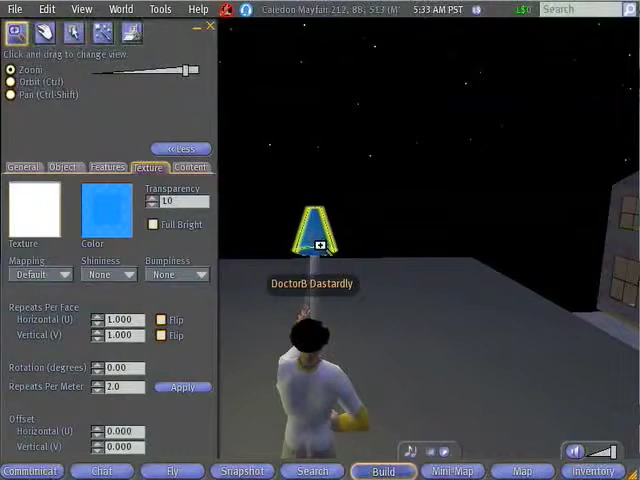 File Edit View World Tools Help Caledon Mayfair 212, 88, 513 (M 5:33 AM PST L$0 Search
Click and drag to change view.
Zoom
Orbit (Ctrl)
Pan (Ctrl-Shift)
<< Less
General Object Features Texture Content
Transparency
10
Full Bright
Texture Color
Mapping Shininess Bumpiness
Default None None
DoctorB Dastardly
Repeats Per Face
Horizontal (U) 1.000 Flip
Vertical (V) 1.000 Flip
Rotation (degrees) 0.00
Repeats Per Meter 2.0 Apply
Offset
Horizontal (U) 0.000
Vertical (V) 0.000
Communicat Chat Fly Snapshot Search Build Mini-Map Map Inventory